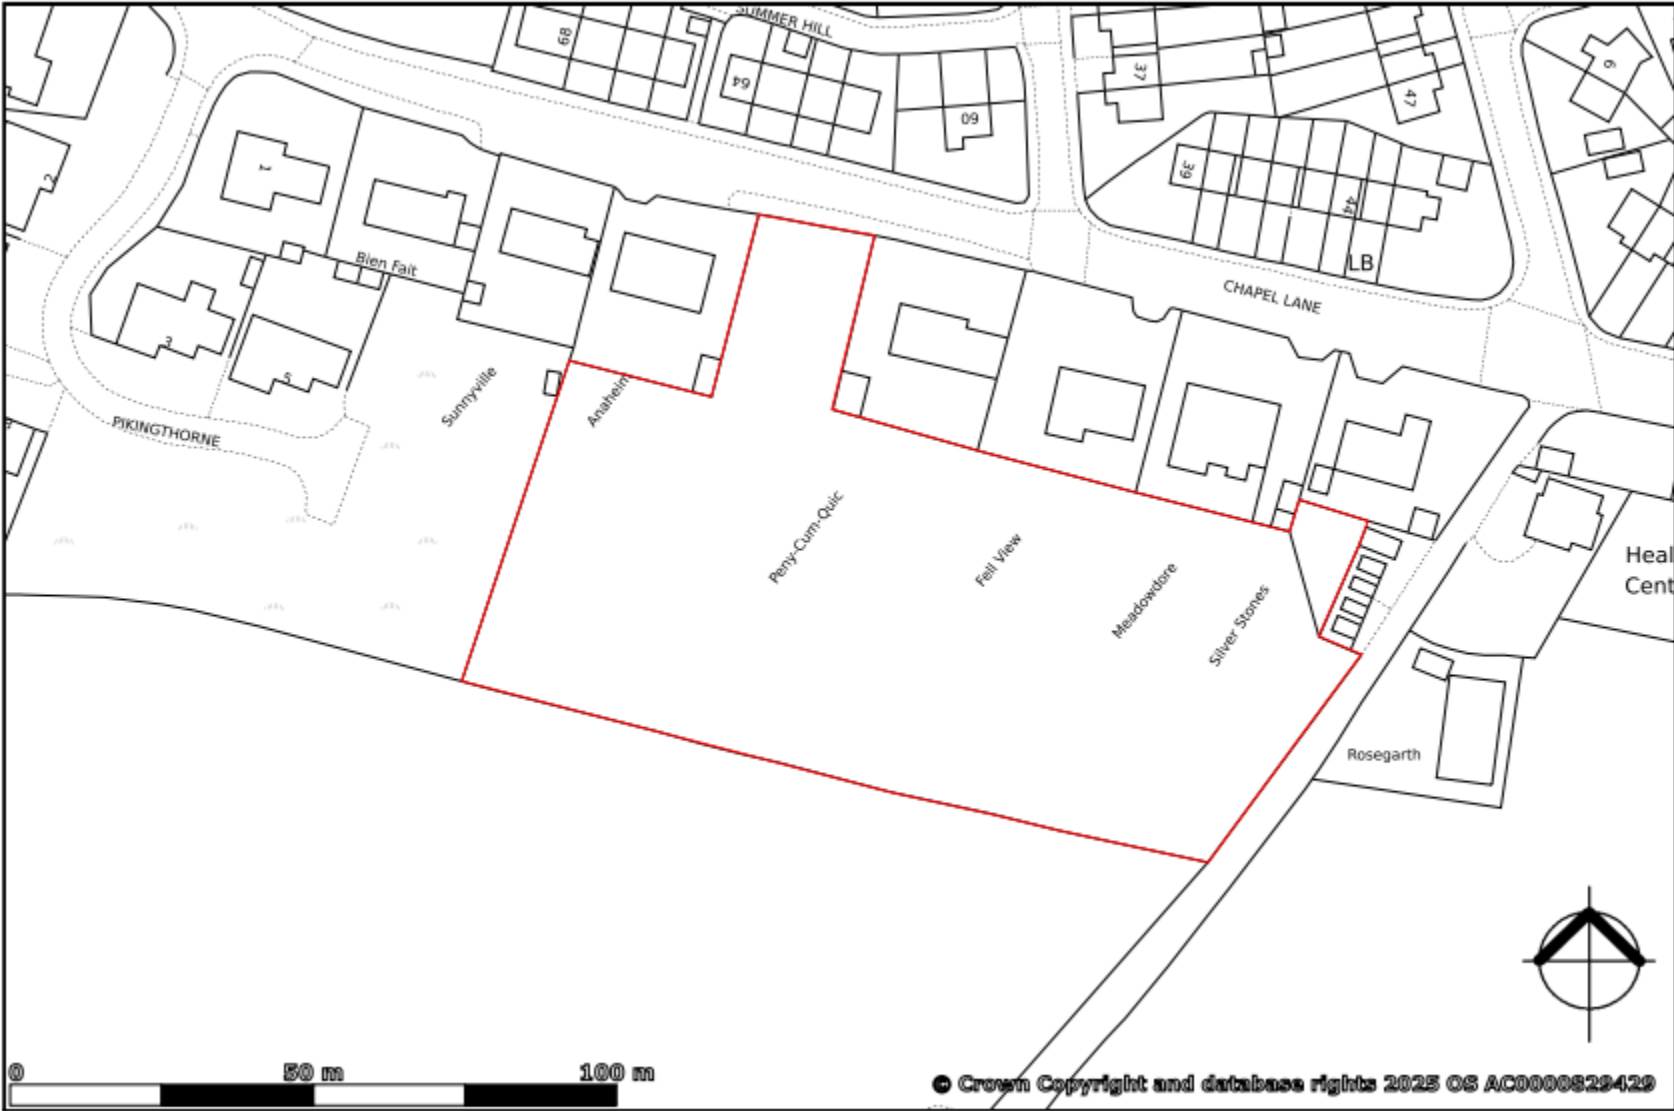 SUMMER HILL
68
64
60
37
47
6
39
44
LB
1
2
Bien Fait
CHAPEL LANE
3
5
Sunnyville
Anaheim
PIKINGTHORNE
Peny-Cum-Quic
Fell View
Meadowdore
Silver Stones
Heal
Cent
Rosegarth
0
50 m
100 m
© Crown Copyright and database rights 2025 OS AC0000829429